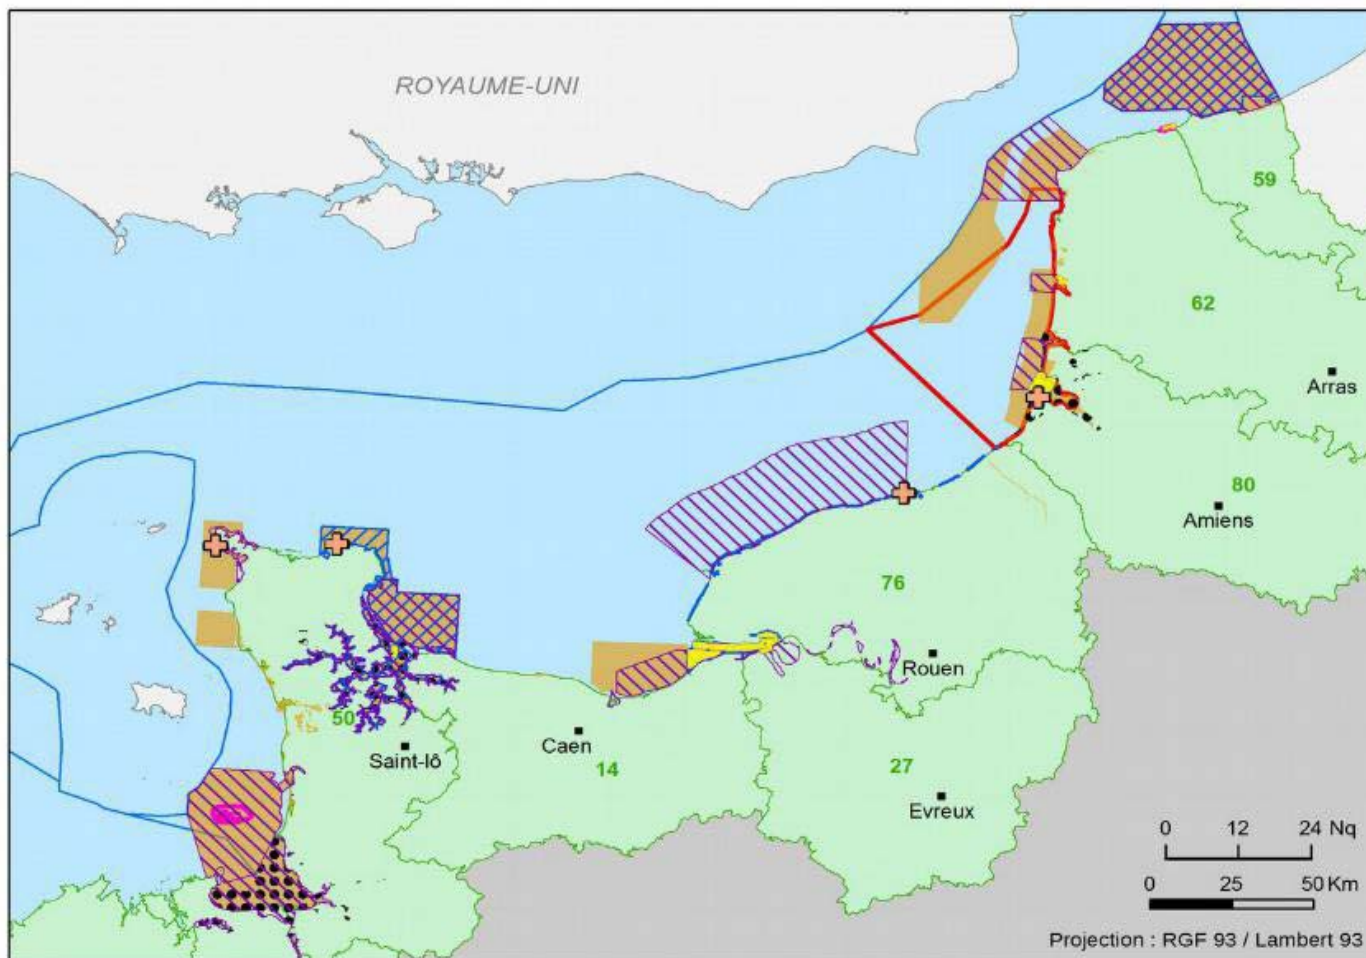 ROYAUME-UNI
59
62
Arras
80
Amiens
76
Rouen
50
Saint-lô
Caen
14
27
Evreux
0 12 24 Nq
0 25 50 Km
Projection : RGF 93 / Lambert 93